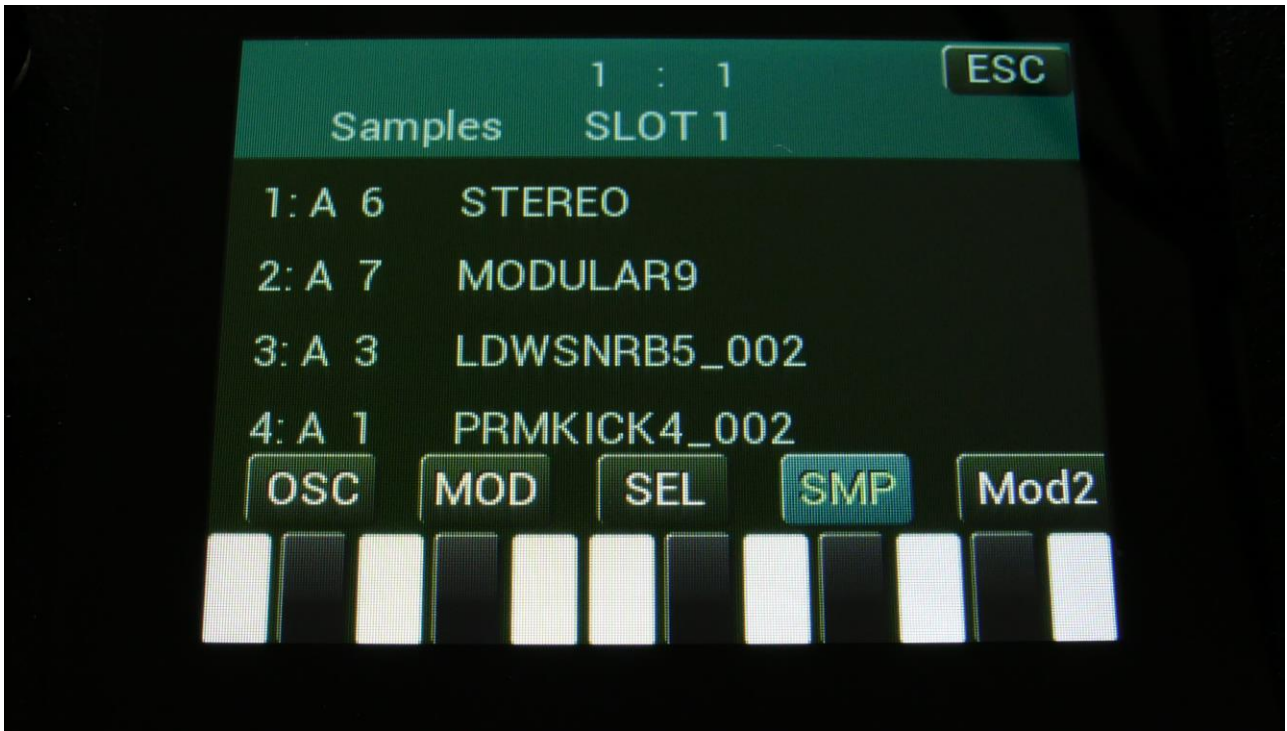 1 : 1 ESC
Samples SLOT 1
1: A 6 STEREO
2: A 7 MODULAR9
3: A 3 LDWSNRB5_002
4: A 1 PRMKICK4_002
OSC MOD SEL SMP Mod2